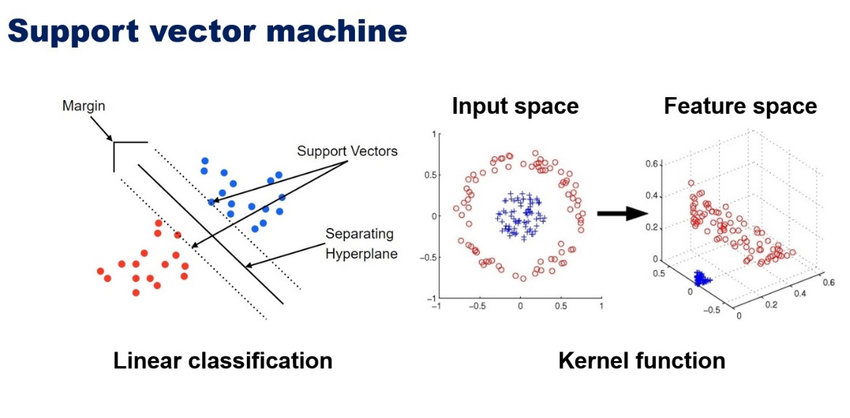 Support vector machine
Margin
Support Vectors
Separating
Hyperplane
Linear classification
Input space
1
0.5
0
−0.5
−1
−1
−0.5
0
0.5
1
Feature space
0.6
0.4
0.2
0
0.5
0
−0.5
0
0.2
0.4
0.6
Kernel function